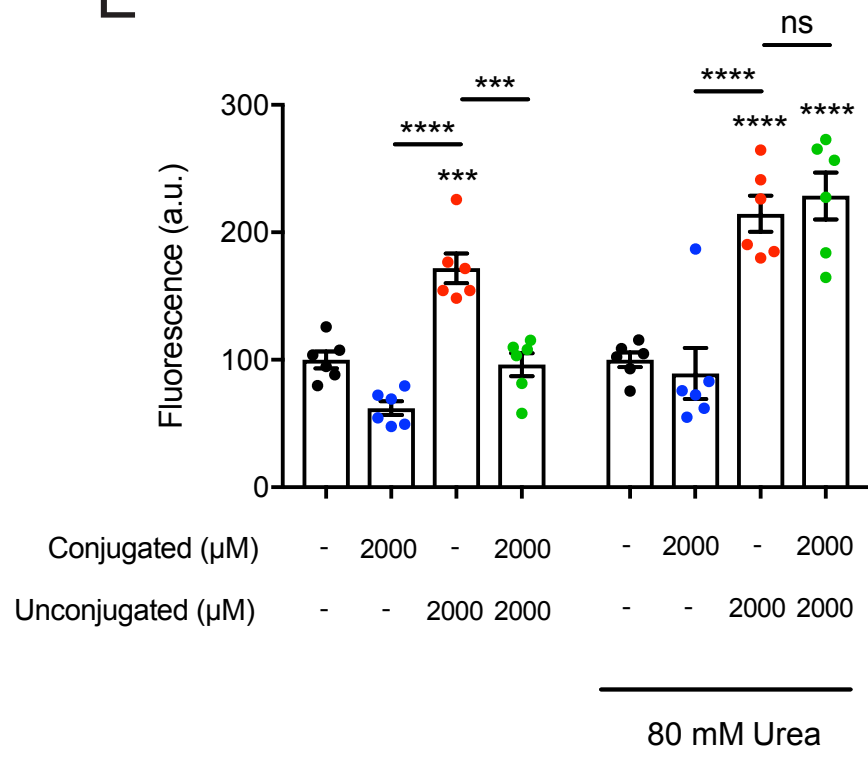 ns
*** ****
300 **** **** ****
***
200
100
0
Fluorescence (a.u.)
Conjugated (µM) - 2000 - 2000 - 2000 - 2000
Unconjugated (µM) - - 2000 2000 - - 2000 2000
80 mM Urea